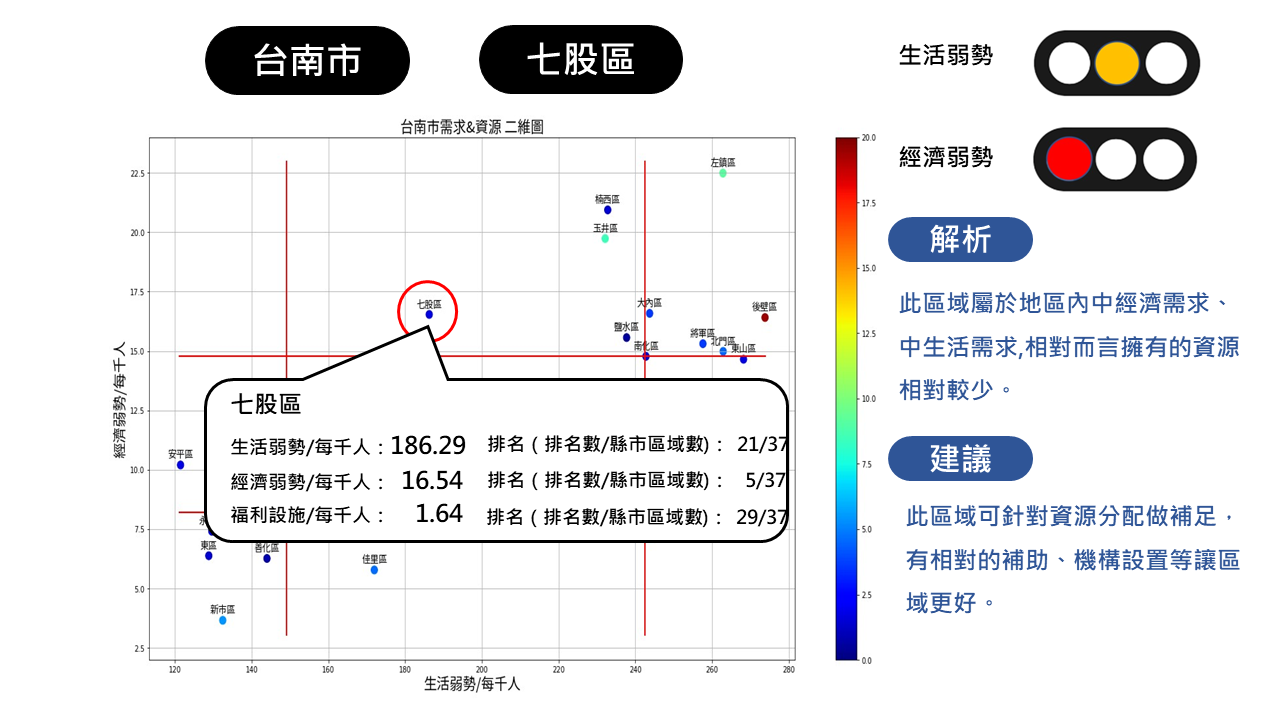 台南市
七股區
生活弱勢
經濟弱勢
台南市需求&資源 二維圖
20.0
17.5
15.0
12.5
10.0
7.5
5.0
2.5
0.0
22.5
20.0
17.5
15.0
12.5
10.0
7.5
5.0
2.5
經濟弱勢/每千人
120
140
160
180
200
220
240
260
280
生活弱勢/每千人
左鎮區
楠西區
玉井區
七股區
大內區
後壁區
鹽水區
將軍區
北門區
南化區
東山區
安平區
永
東區
善化區
佳里區
新市區
七股區
生活弱勢/每千人：186.29 排名（排名數/縣市區域數)： 21/37
經濟弱勢/每千人： 16.54 排名（排名數/縣市區域數)： 5/37
福利設施/每千人： 1.64 排名（排名數/縣市區域數)： 29/37
解析
此區域屬於地區內中經濟需求、
中生活需求,相對而言擁有的資源
相對較少。
建議
此區域可針對資源分配做補足，
有相對的補助、機構設置等讓區
域更好。